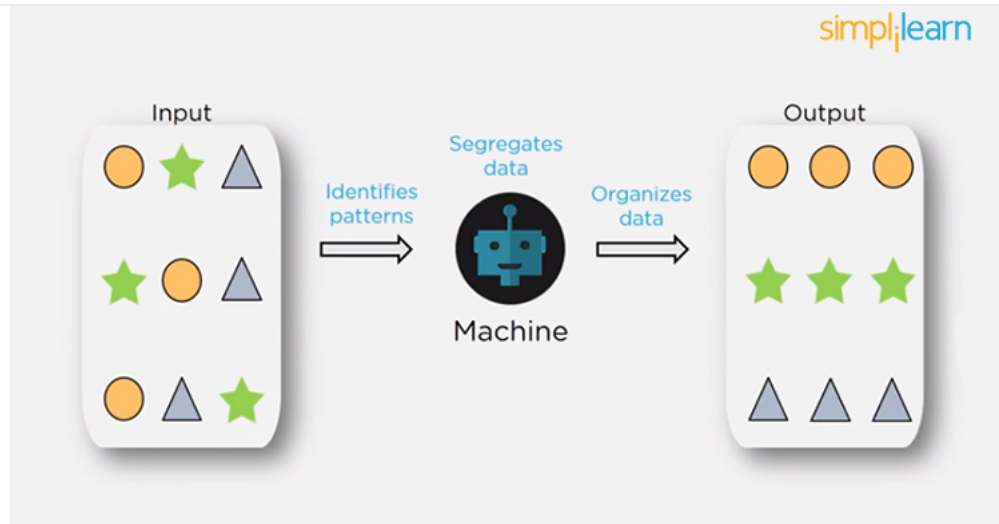 simplilearn
Input
Output
Segregates
data
Identifies
patterns
Organizes
data
Machine